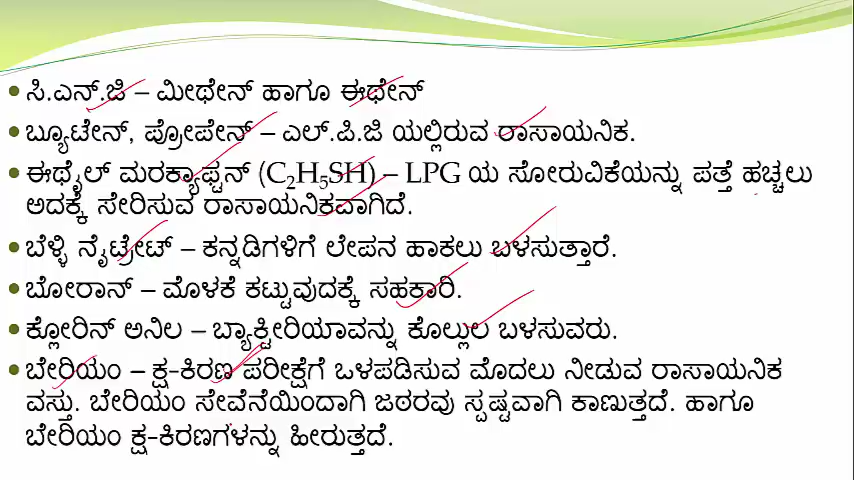 ಸಿ.ಎನ್.ಜಿ – ಮೀಥೇನ್ ಹಾಗೂ ಈಥೇನ್
ಬ್ಯೂಟೇನ್, ಪ್ರೋಪೇನ್ – ಎಲ್.ಪಿ.ಜಿ ಯಲ್ಲಿರುವ ರಾಸಾಯನಿಕ.
ಈಥೈಲ್ ಮರಕ್ಯಾಫ್ಟನ್ (C₂H₅SH) – LPG ಯ ಸೋರುವಿಕೆಯನ್ನು ಪತ್ತೆ ಹಚ್ಚಲು
ಅದಕ್ಕೆ ಸೇರಿಸುವ ರಾಸಾಯನಿಕವಾಗಿದೆ.
ಬೆಳ್ಳಿ ನೈಟ್ರೇಟ್ – ಕನ್ನಡಿಗಳಿಗೆ ಲೇಪನ ಹಾಕಲು ಬಳಸುತ್ತಾರೆ.
ಬೋರಾನ್ – ಮೊಳಕೆ ಕಟ್ಟುವುದಕ್ಕೆ ಸಹಕಾರಿ.
ಕ್ಲೋರಿನ್ ಅನಿಲ – ಬ್ಯಾಕ್ಟೀರಿಯಾವನ್ನು ಕೊಲ್ಲುಲ ಬಳಸುವರು.
ಬೇರಿಯಂ – ಕ್ಷ-ಕಿರಣ ಪರೀಕ್ಷೆಗೆ ಒಳಪಡಿಸುವ ಮೊದಲು ನೀಡುವ ರಾಸಾಯನಿಕ
ವಸ್ತು. ಬೇರಿಯಂ ಸೇವೆನೆಯಿಂದಾಗಿ ಜಠರವು ಸ್ಪಷ್ಟವಾಗಿ ಕಾಣುತ್ತದೆ. ಹಾಗೂ
ಬೇರಿಯಂ ಕ್ಷ-ಕಿರಣಗಳನ್ನು ಹೀರುತ್ತದೆ.